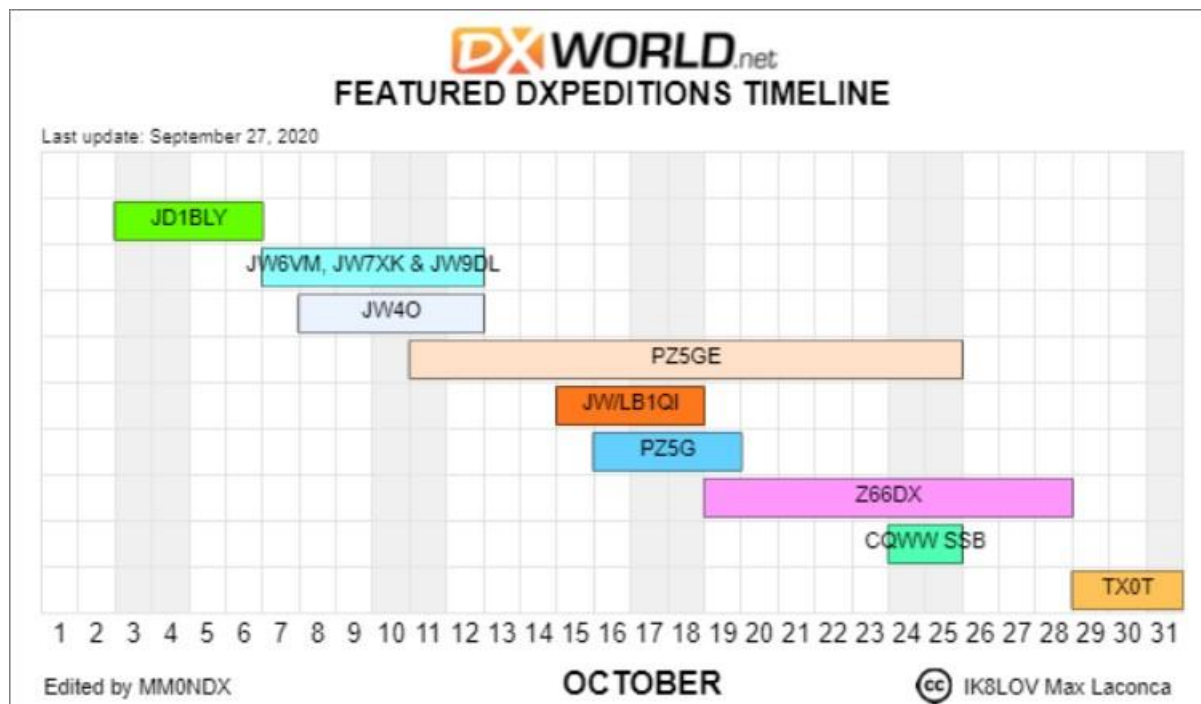 DX WORLD.net
FEATURED DXPEDITIONS TIMELINE
Last update: September 27, 2020
JD1BLY
JW6VM, JW7XK & JW9DL
JW4O
PZ5GE
JW/LB1QI
PZ5G
Z66DX
CQWW SSB
TX0T
1 2 3 4 5 6 7 8 9 10 11 12 13 14 15 16 17 18 19 20 21 22 23 24 25 26 27 28 29 30 31
Edited by MM0NDX OCTOBER cc IK8LOV Max Laconca